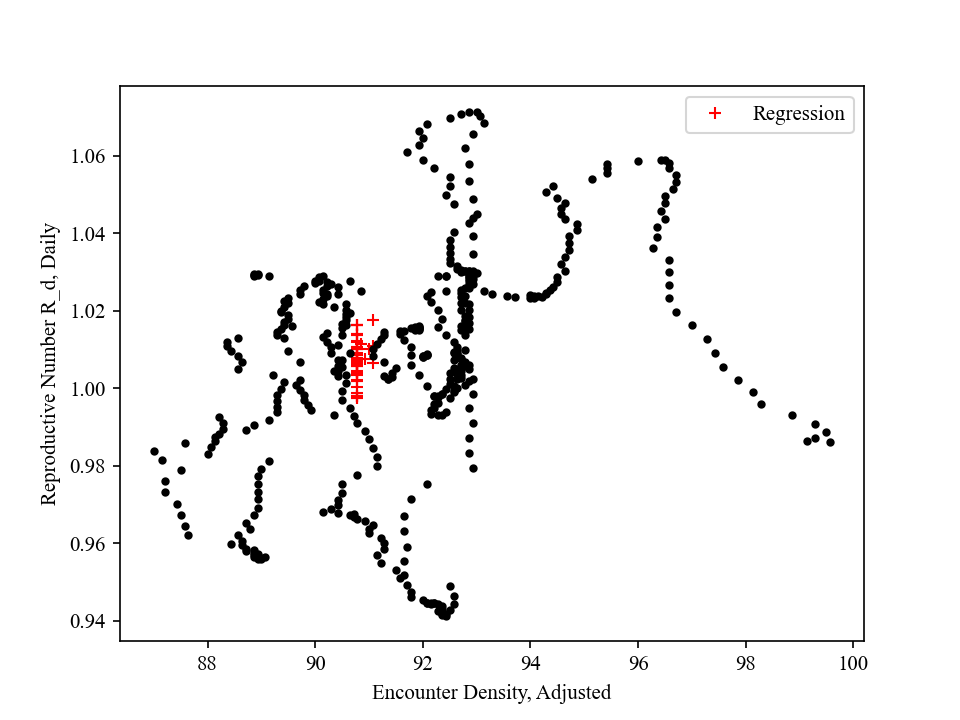 Regression
1.06
1.04
1.02
1.00
0.98
0.96
0.94
Reproductive Number R_d, Daily
88 90 92 94 96 98 100
Encounter Density, Adjusted